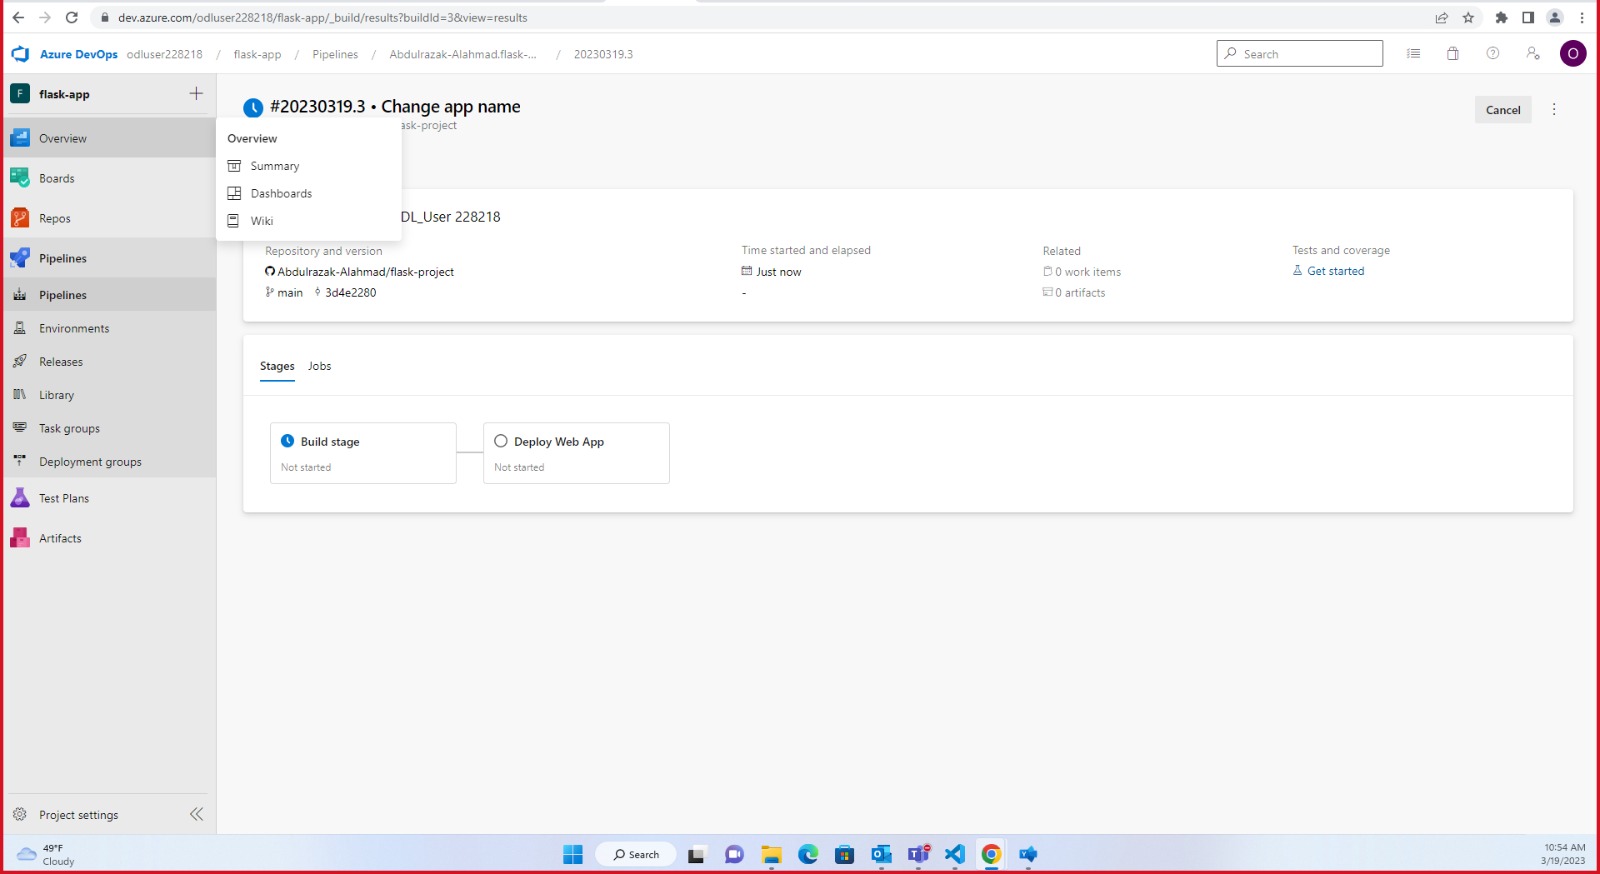 dev.azure.com/odluser228218/flask-app/_build/results?buildId=3&view=results
Azure DevOps odluser228218 / flask-app / Pipelines / Abdulrazak-Alahmad.flask-... / 20230319.3
Search
O
F flask-app
Overview
Boards
Repos
Pipelines
Pipelines
Environments
Releases
Library
Task groups
Deployment groups
Test Plans
Artifacts
Project settings
#20230319.3 • Change app name
ask-project
Cancel
Overview
Summary
Dashboards
Wiki
DL_User 228218
Repository and version
Abdulrazak-Alahmad/flask-project
main 3d4e2280
Time started and elapsed
Just now
-
Related
0 work items
0 artifacts
Tests and coverage
Get started
Stages Jobs
Build stage
Not started
Deploy Web App
Not started
49°F
Cloudy
Search
10:54 AM
3/19/2023